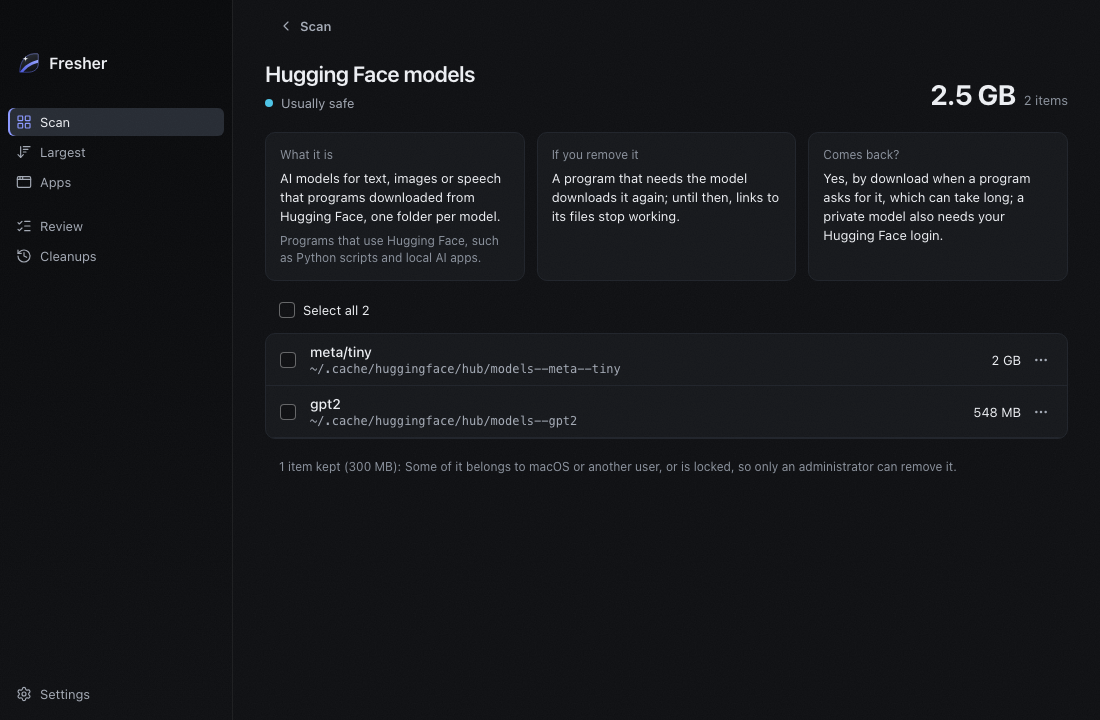 Scan
Fresher
Hugging Face models
Usually safe
2.5 GB 2 items
Scan
Largest
Apps
Review
Cleanups
What it is
AI models for text, images or speech
that programs downloaded from
Hugging Face, one folder per model.
Programs that use Hugging Face, such
as Python scripts and local AI apps.
If you remove it
A program that needs the model
downloads it again; until then, links to
its files stop working.
Comes back?
Yes, by download when a program
asks for it, which can take long; a
private model also needs your
Hugging Face login.
Select all 2
meta/tiny
~/.cache/huggingface/hub/models--meta--tiny
2 GB
gpt2
~/.cache/huggingface/hub/models--gpt2
548 MB
1 item kept (300 MB): Some of it belongs to macOS or another user, or is locked, so only an administrator can remove it.
Settings